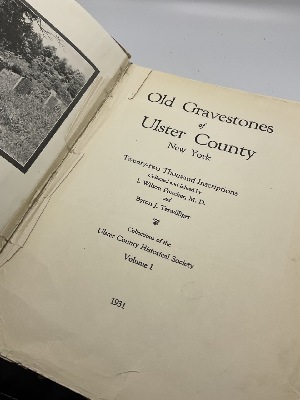 Old Gravestones
of
Ulster County
New York
Twenty-two Thousand Inscriptions
Collected and Edited by
J. Wilson Poucher, M. D.
and
Byron J. Terwilliger
Collections of the
Ulster County Historical Society
Volume I
1931